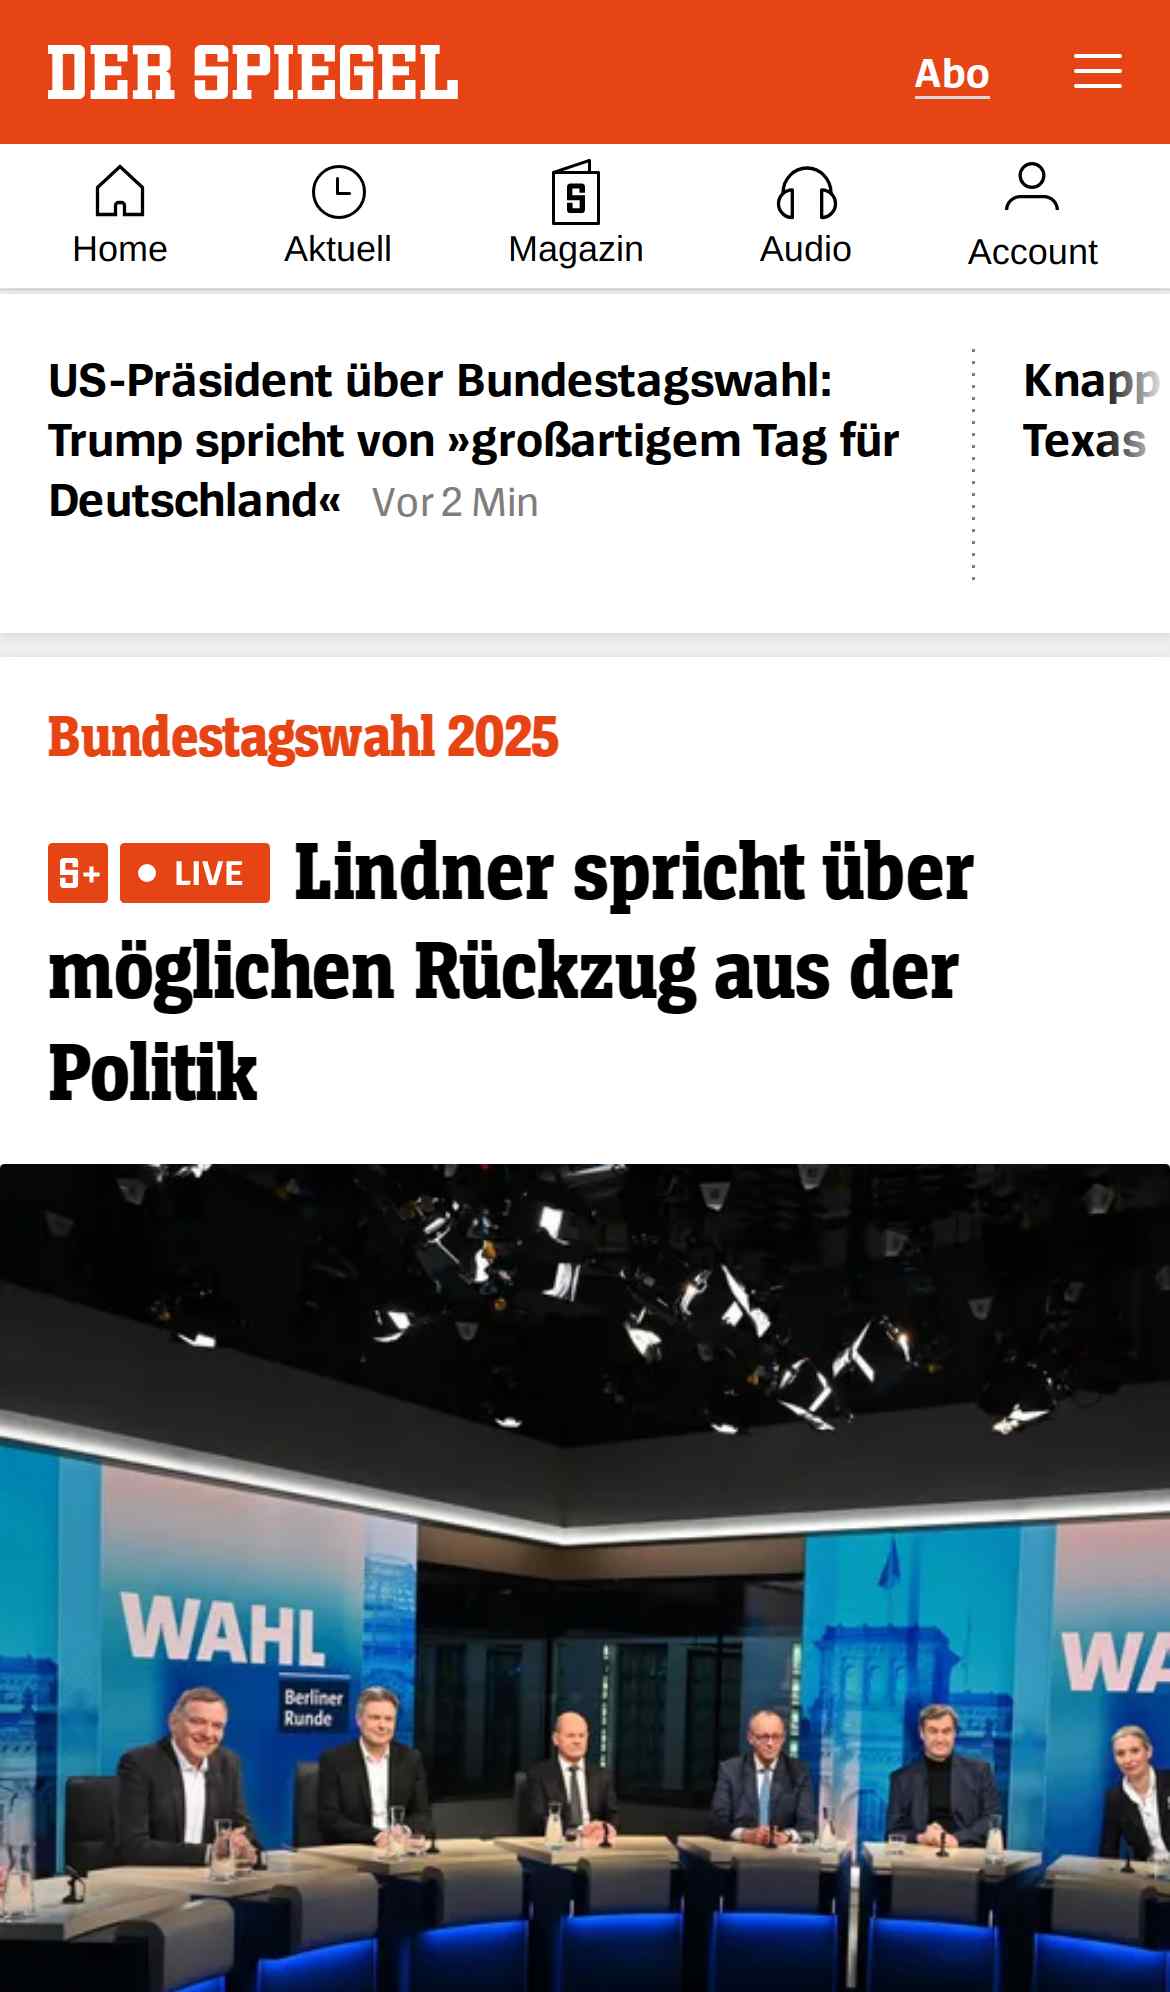 DER SPIEGEL
Abo
Home
Aktuell
Magazin
Audio
Account
US-Präsident über Bundestagswahl:
Trump spricht von »großartigem Tag für
Deutschland« Vor 2 Min
Knapp
Texas
Bundestagswahl 2025
S+ LIVE Lindner spricht über
möglichen Rückzug aus der
Politik
WAHL
Berliner
Runde
WA